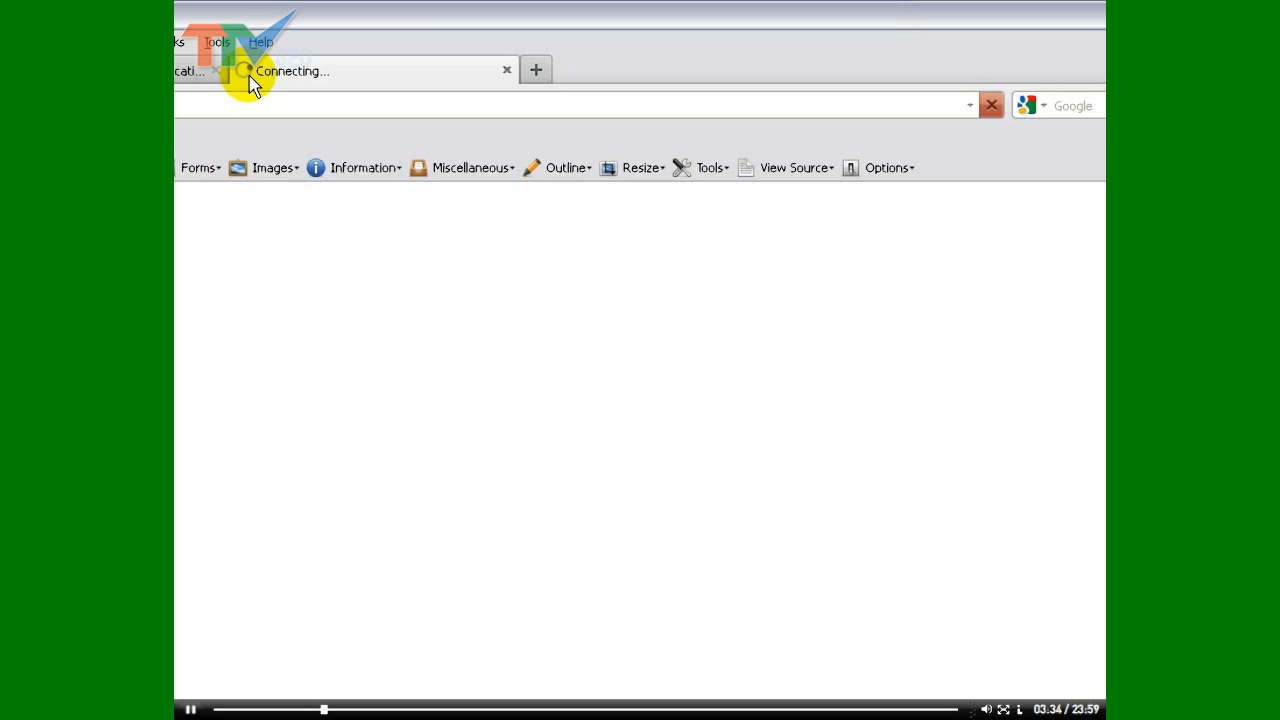 ks Tools Help
cati... Connecting...
Google
Forms Images Information Miscellaneous Outline Resize Tools View Source Options
03.34 / 23:59